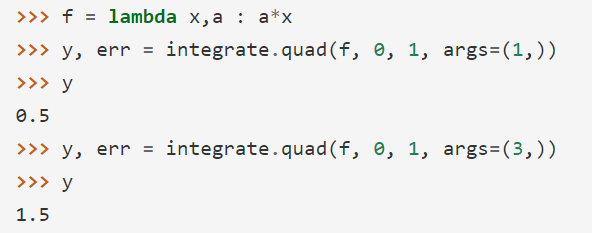 >>> f = lambda x,a : a*x
>>> y, err = integrate.quad(f, 0, 1, args=(1,))
>>> y
0.5
>>> y, err = integrate.quad(f, 0, 1, args=(3,))
>>> y
1.5